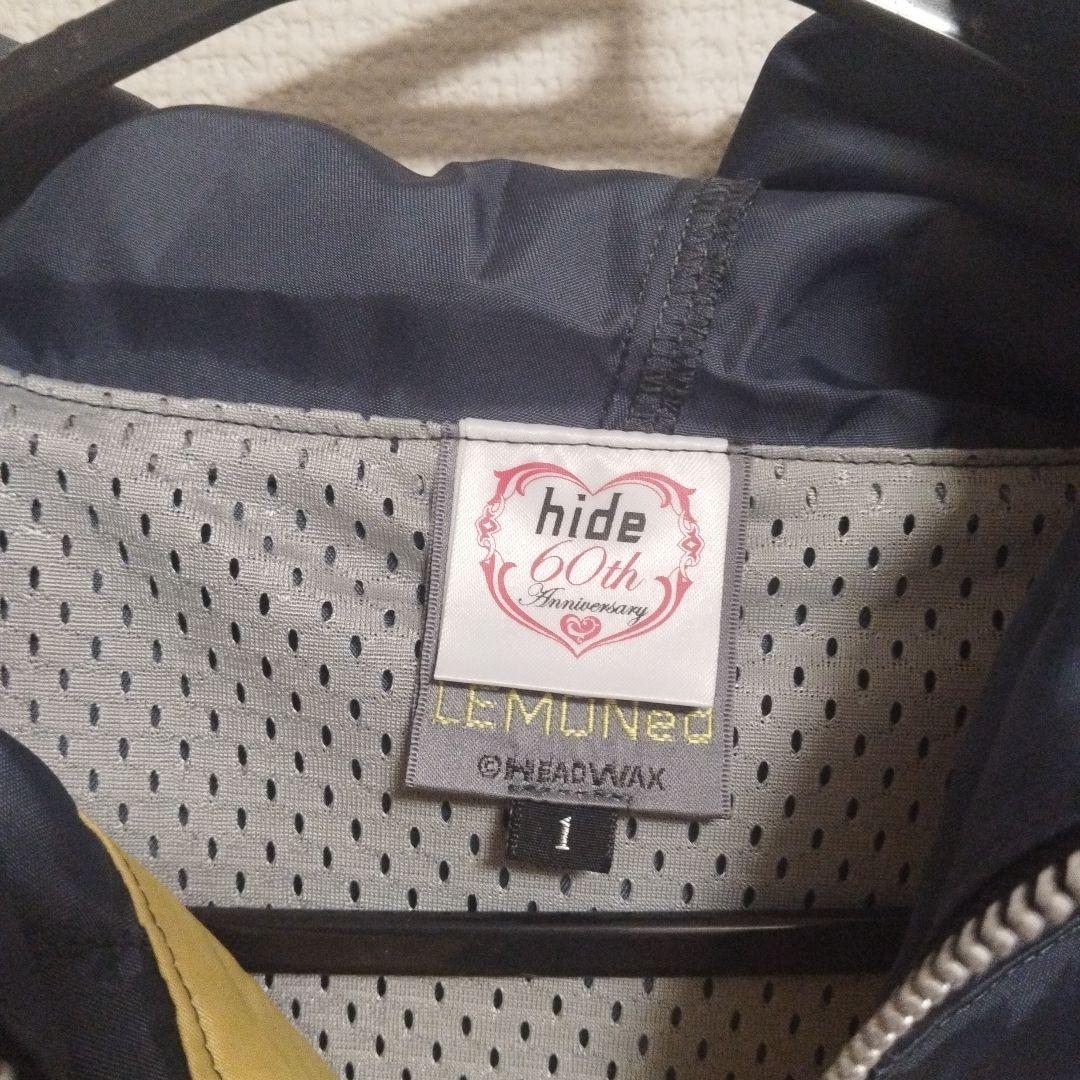 hide
60th
Anniversary
LEMONed
©HEADWAX
1